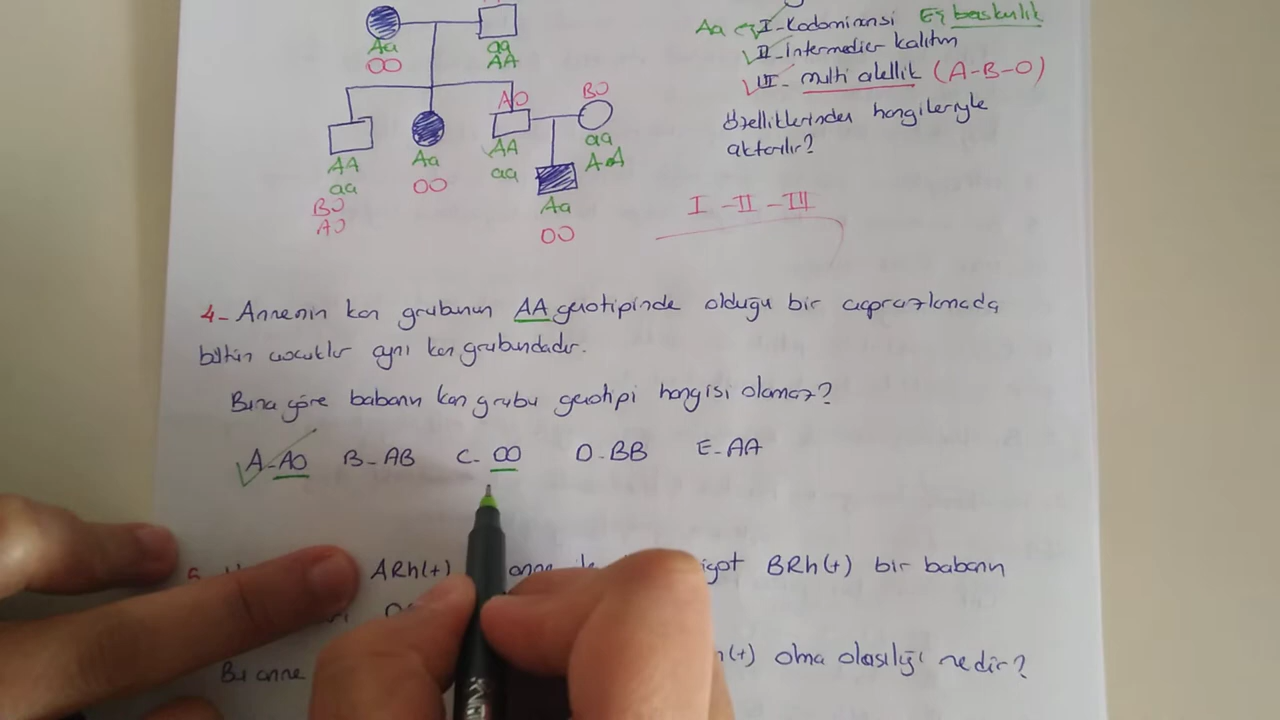 Aa
OO
aa
AA
Aa I- Kodominansi Eş baskınlık
II- intermedier kalıtım
III- multi alellik (A-B-O)
özelliklerinden hangileriyle
aktarılır?
I - II - III
AO
BO
AA
aa
BO
AO
Aa
OO
AA
aa
aa
AA
Aa
OO
4- Annenin kan grubunun AA genotipinde olduğu bir çaprazlamada
bütün çocuklar aynı kan grubundadır.
Buna göre babanın kan grubu genotipi hangisi olamaz?
A- AO B- AB C- OO D- BB E- AA
ARh(+) BRh(+) bir babanın
Bu anne olma olasılığı nedir?